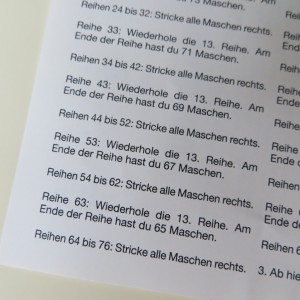 Reihen 24 bis 32: Stricke alle Maschen rechts.
Reihe 33: Wiederhole die 13. Reihe. Am
Ende der Reihe hast du 71 Maschen.
Reihen 34 bis 42: Stricke alle Maschen rechts.
Reihe 43: Wiederhole die 13. Reihe. Am
Ende der Reihe hast du 69 Maschen.
Reihen 44 bis 52: Stricke alle Maschen rechts.
Reihe 53: Wiederhole die 13. Reihe. Am
Ende der Reihe hast du 67 Maschen.
Reihen 54 bis 62: Stricke alle Maschen rechts.
Reihe 63: Wiederhole die 13. Reihe. Am
Ende der Reihe hast du 65 Maschen.
Reihen 64 bis 76: Stricke alle Maschen rechts.
3. Ab hie